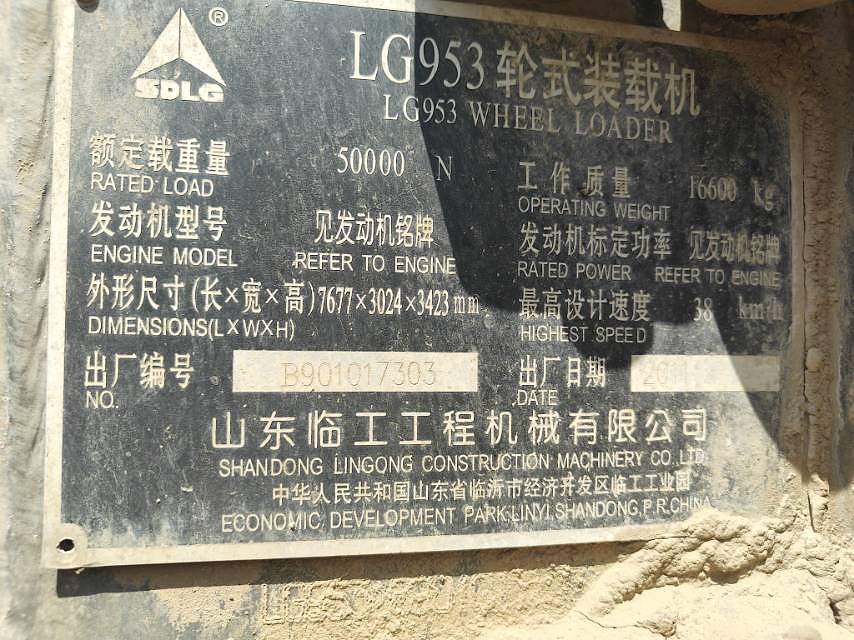 ®
SDLG
LG953 轮式装载机
LG953 WHEEL LOADER
额定载重量 50000 N
RATED LOAD
工作质量 16600 kg
OPERATING WEIGHT
发动机型号 见发动机铭牌
ENGINE MODEL REFER TO ENGINE
发动机标定功率 见发动机铭牌
RATED POWER REFER TO ENGINE
外形尺寸(长×宽×高) 7677×3024×3423 mm
DIMENSIONS(L×W×H)
最高设计速度 38 km/h
HIGHEST SPEED
出厂编号 B901017303
NO.
出厂日期
DATE
山东临工工程机械有限公司
SHANDONG LINGONG CONSTRUCTION MACHINERY CO.LTD.
中华人民共和国山东省临沂市经济开发区临工工业园
ECONOMIC DEVELOPMENT PARK,LINYI,SHANDONG,P.R.CHINA